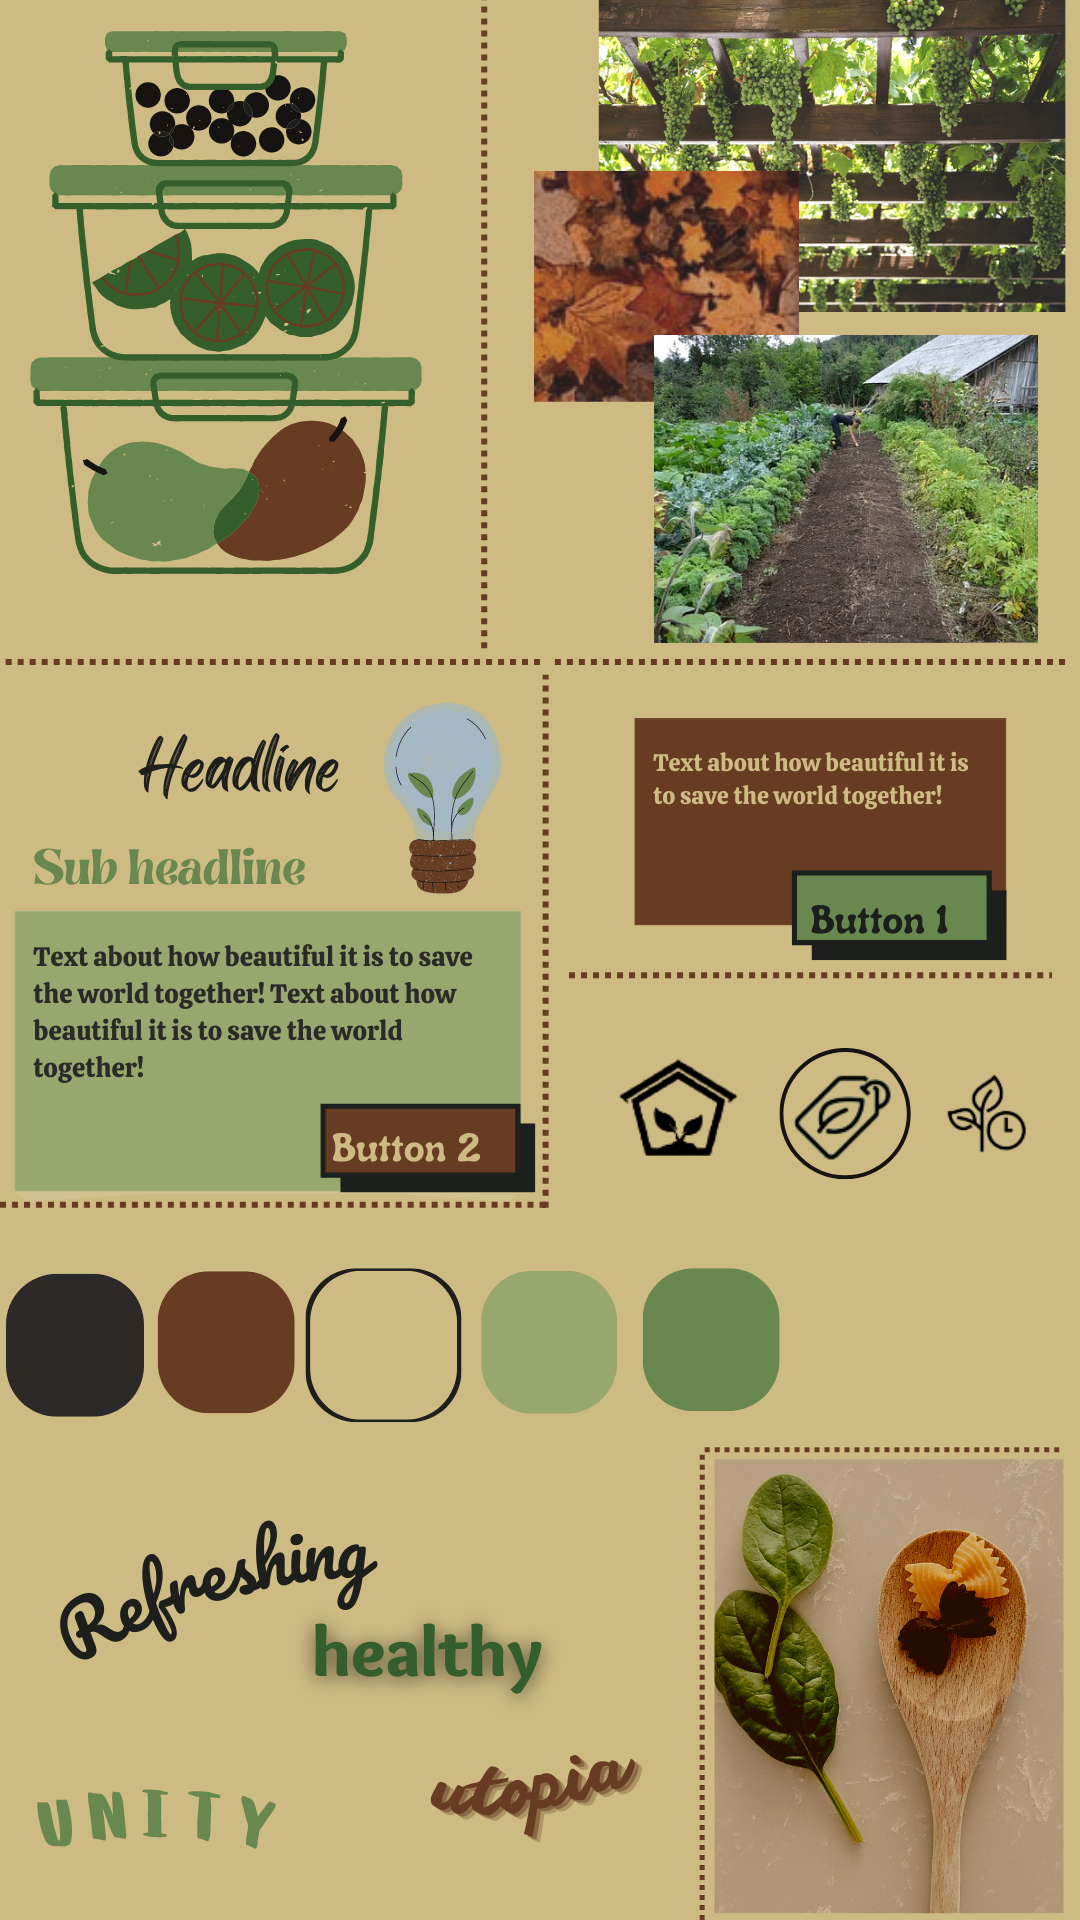 Headline
Sub headline
Text about how beautiful it is to save
the world together! Text about how
beautiful it is to save the world
together!
Button 2
Text about how beautiful it is
to save the world together!
Button 1
Refreshing
healthy
UNITY
utopia